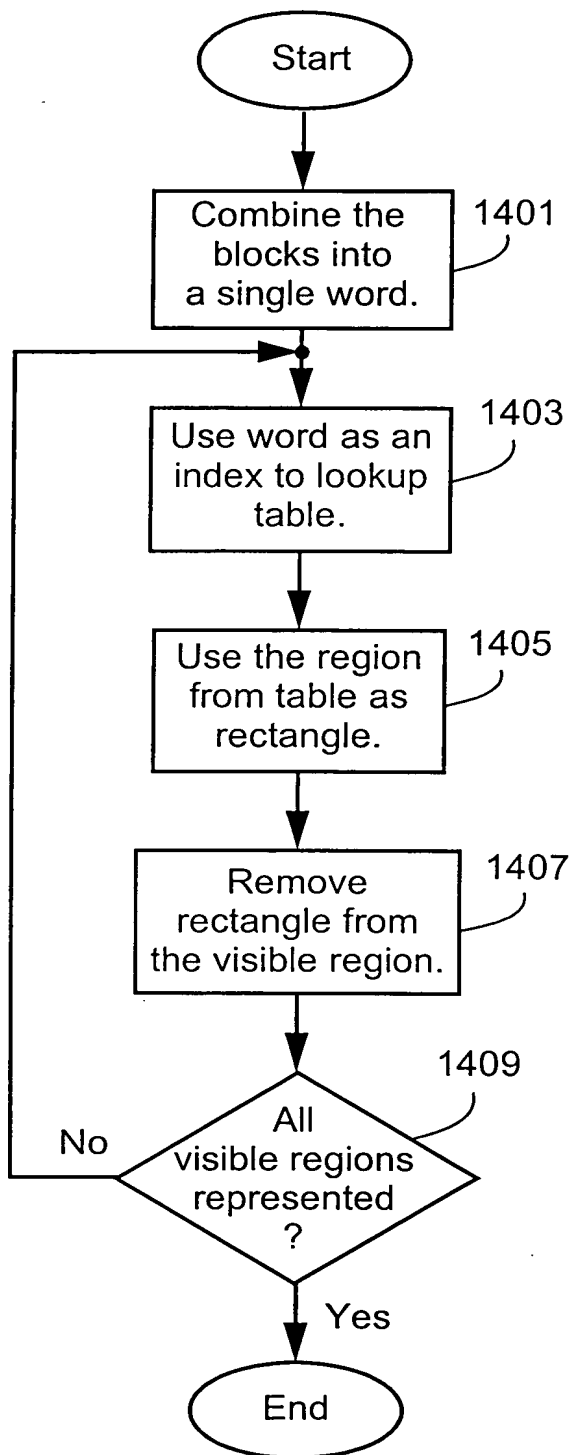 Start
1401
Combine the
blocks into
a single word.
1403
Use word as an
index to lookup
table.
1405
Use the region
from table as
rectangle.
1407
Remove
rectangle from
the visible region.
1409
All
visible regions
represented
?
No
Yes
End